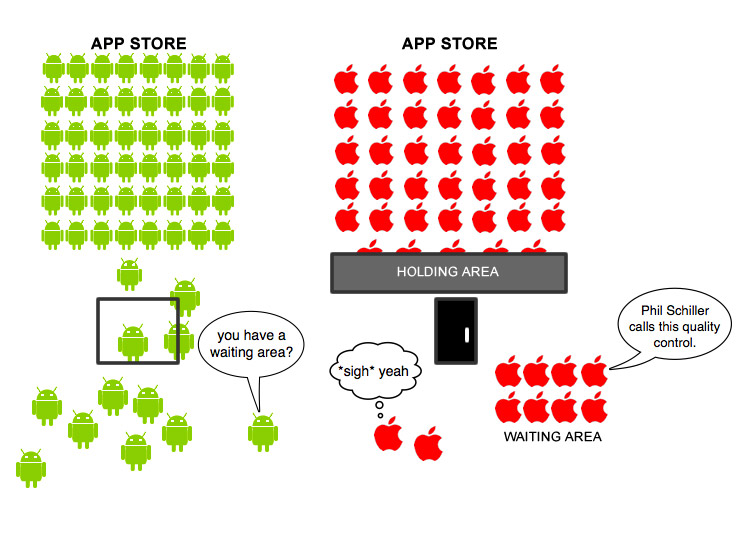 APP STORE
APP STORE
HOLDING AREA
you have a
waiting area?
*sigh* yeah
Phil Schiller
calls this quality
control.
WAITING AREA